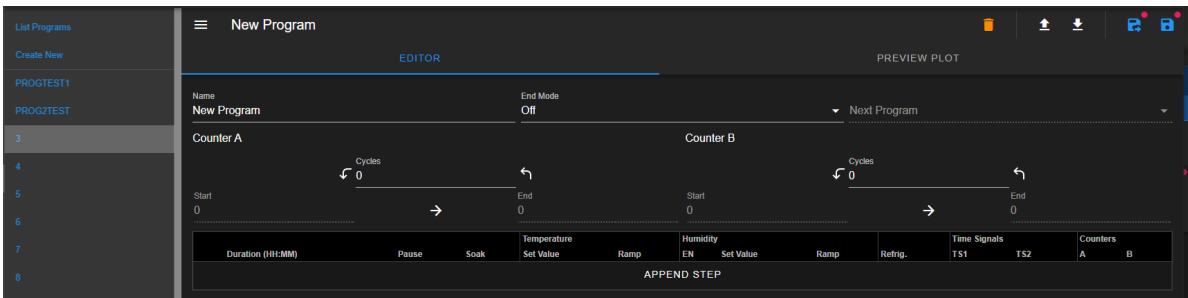 List Programs
Create New
PROGTEST1
PROG2TEST
3
4
5
6
7
8
New Program
EDITOR PREVIEW PLOT
Name End Mode
New Program Off Next Program
Counter A Counter B
Cycles Cycles
0 0
Start End Start End
0 0 0 0
Temperature Humidity Time Signals Counters
Duration (HH:MM) Pause Soak Set Value Ramp EN Set Value Ramp Refrig. TS1 TS2 A B
APPEND STEP